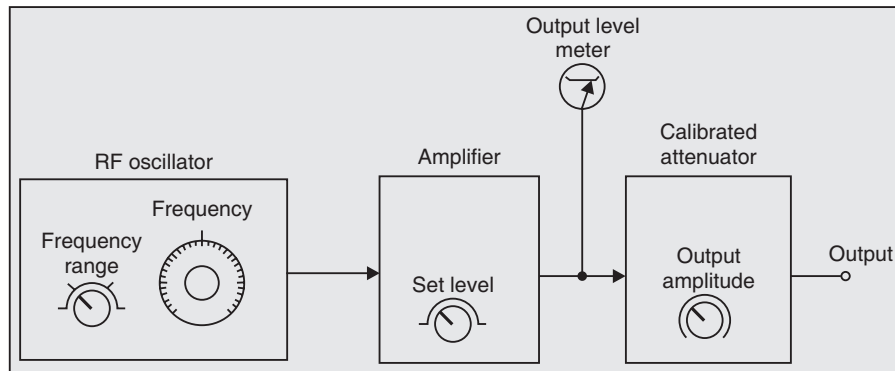 Output level
meter
RF oscillator
Frequency
Frequency
range
Amplifier
Set level
Calibrated
attenuator
Output
amplitude
Output